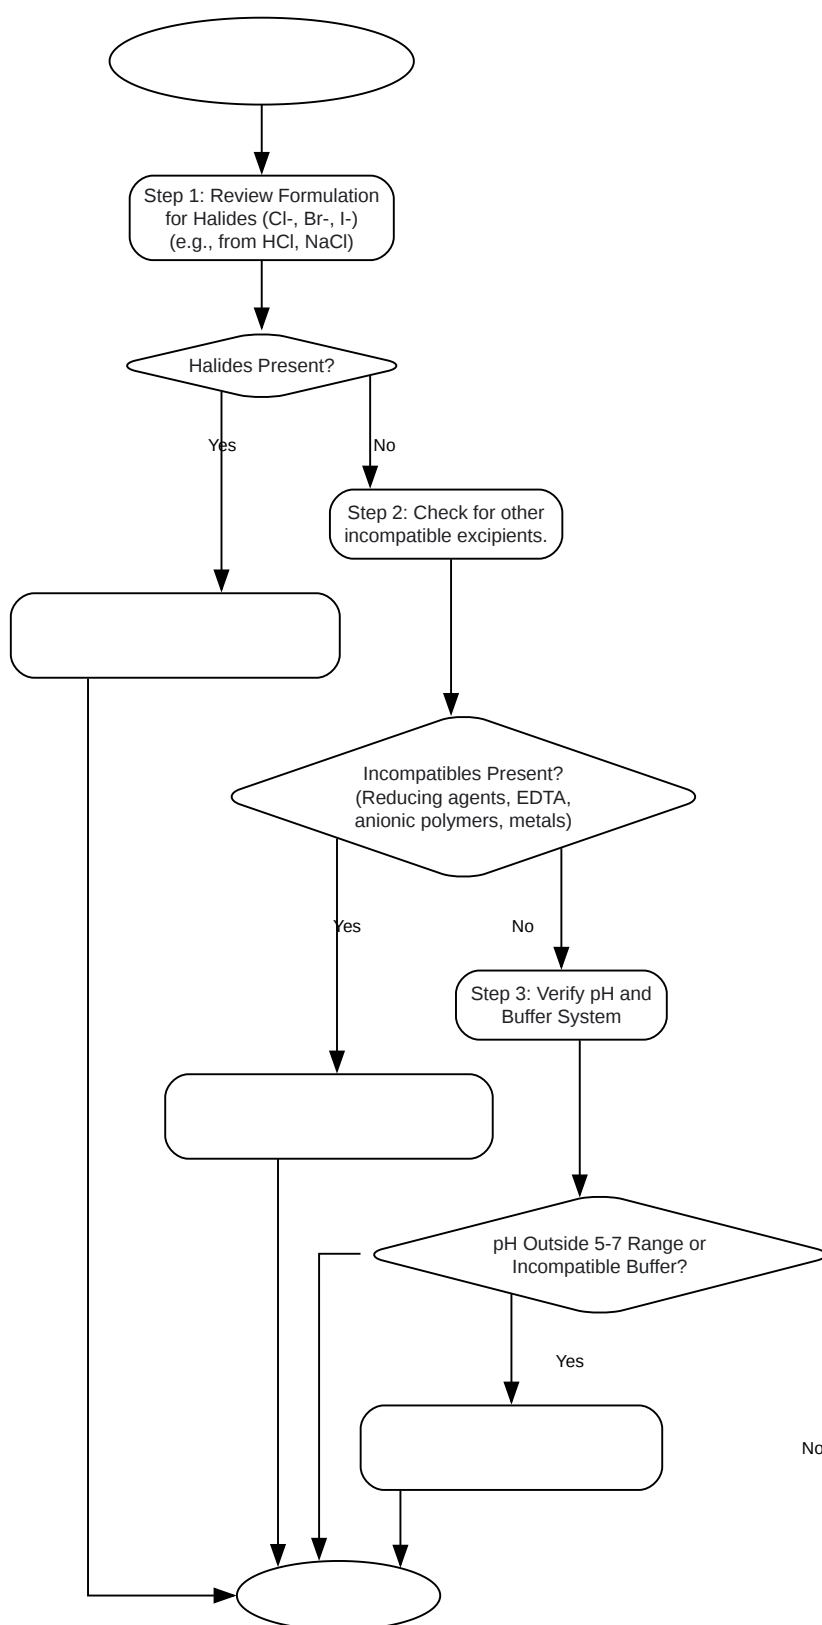 Step 1: Review Formulation
for Halides (Cl-, Br-, I-)
(e.g., from HCl, NaCl)
Halides Present?
Yes
No
Step 2: Check for other
incompatible excipients.
Incompatibles Present?
(Reducing agents, EDTA,
anionic polymers, metals)
Yes
No
Step 3: Verify pH and
Buffer System
pH Outside 5-7 Range or
Incompatible Buffer?
Yes
No